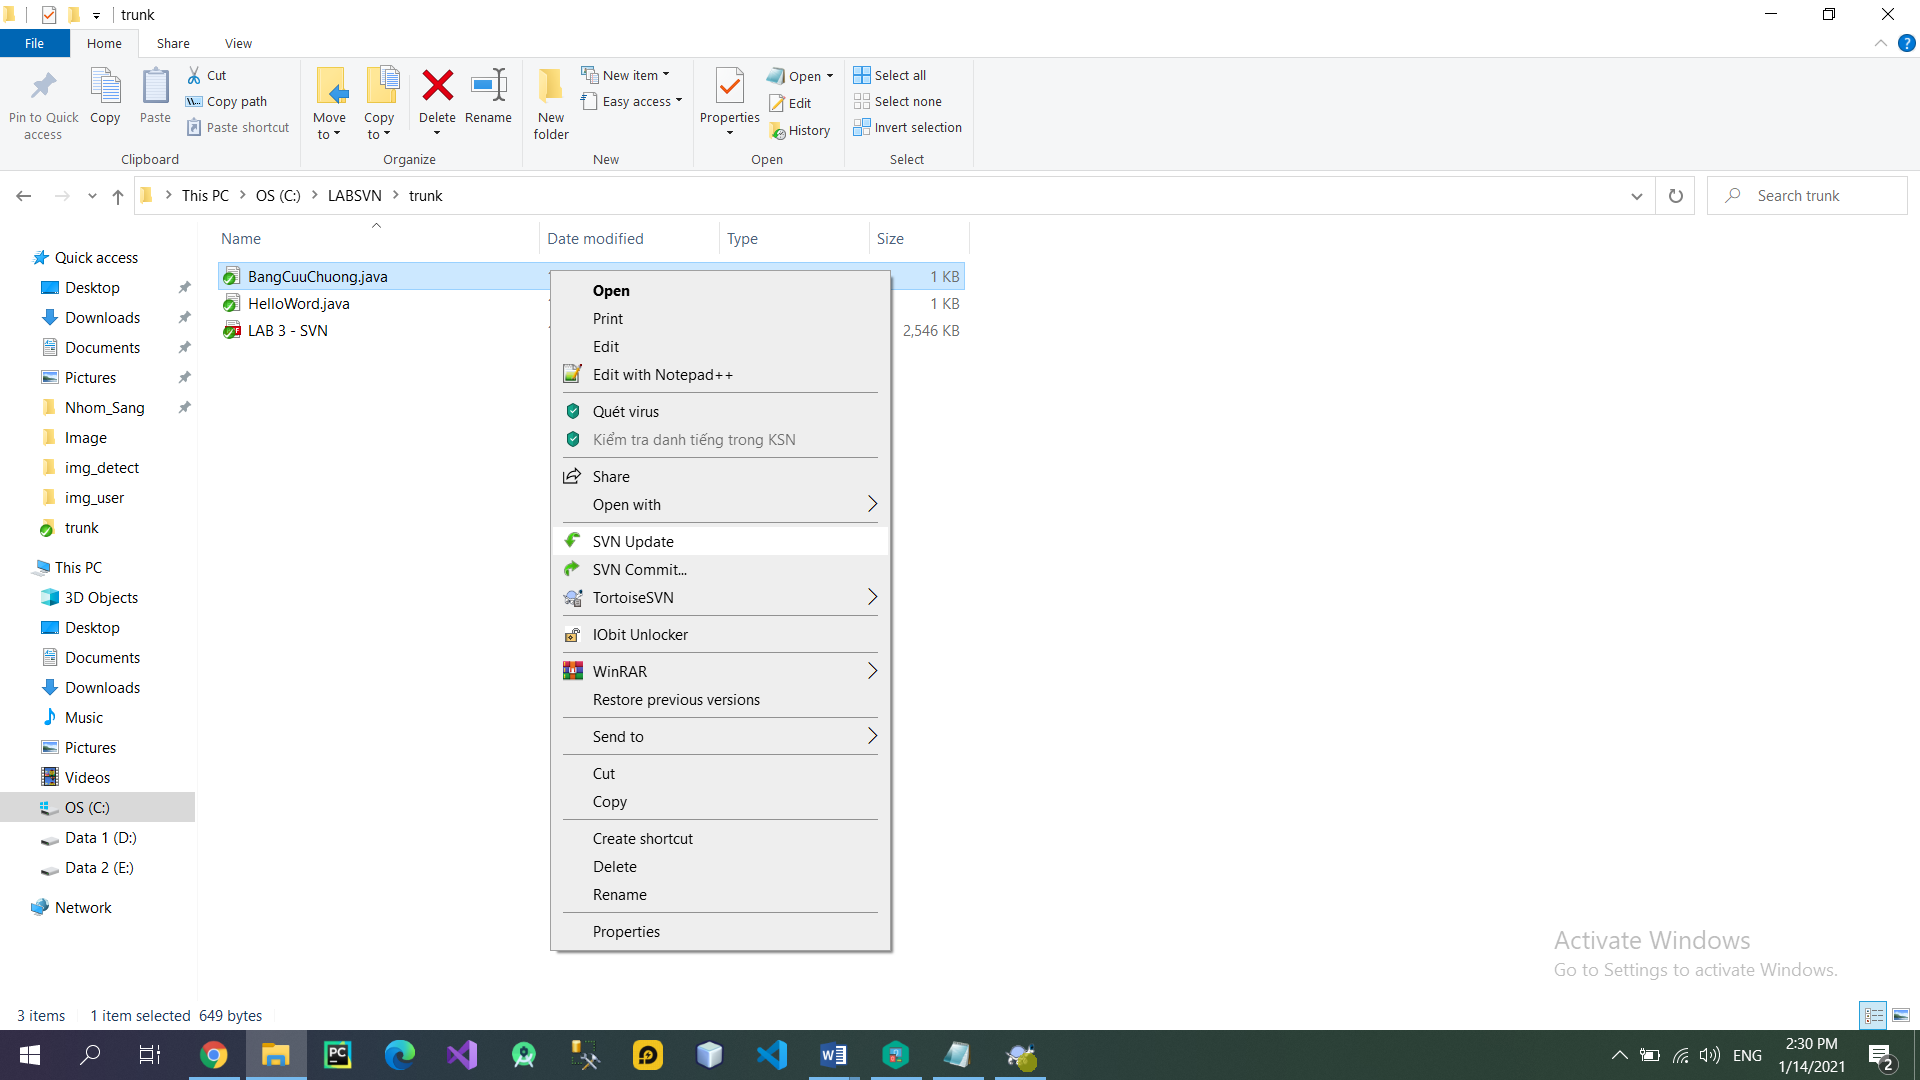 trunk
File Home Share View
Pin to Quick access
Copy
Paste
Cut
Copy path
Paste shortcut
Clipboard
Move to
Copy to
Delete
Rename
Organize
New folder
New item
Easy access
New
Properties
Open
Edit
History
Open
Select all
Select none
Invert selection
Select
This PC OS (C:) LABSVN trunk
Search trunk
Name Date modified Type Size
BangCuuChuong.java 1 KB
HelloWord.java 1 KB
LAB 3 - SVN 2,546 KB
Quick access
Desktop
Downloads
Documents
Pictures
Nhom_Sang
Image
img_detect
img_user
trunk
This PC
3D Objects
Desktop
Documents
Downloads
Music
Pictures
Videos
OS (C:)
Data 1 (D:)
Data 2 (E:)
Network
Open
Print
Edit
Edit with Notepad++
Quét virus
Kiểm tra danh tiếng trong KSN
Share
Open with
SVN Update
SVN Commit...
TortoiseSVN
IObit Unlocker
WinRAR
Restore previous versions
Send to
Cut
Copy
Create shortcut
Delete
Rename
Properties
Activate Windows
Go to Settings to activate Windows.
3 items 1 item selected 649 bytes
PC
ENG
2:30 PM
1/14/2021
2